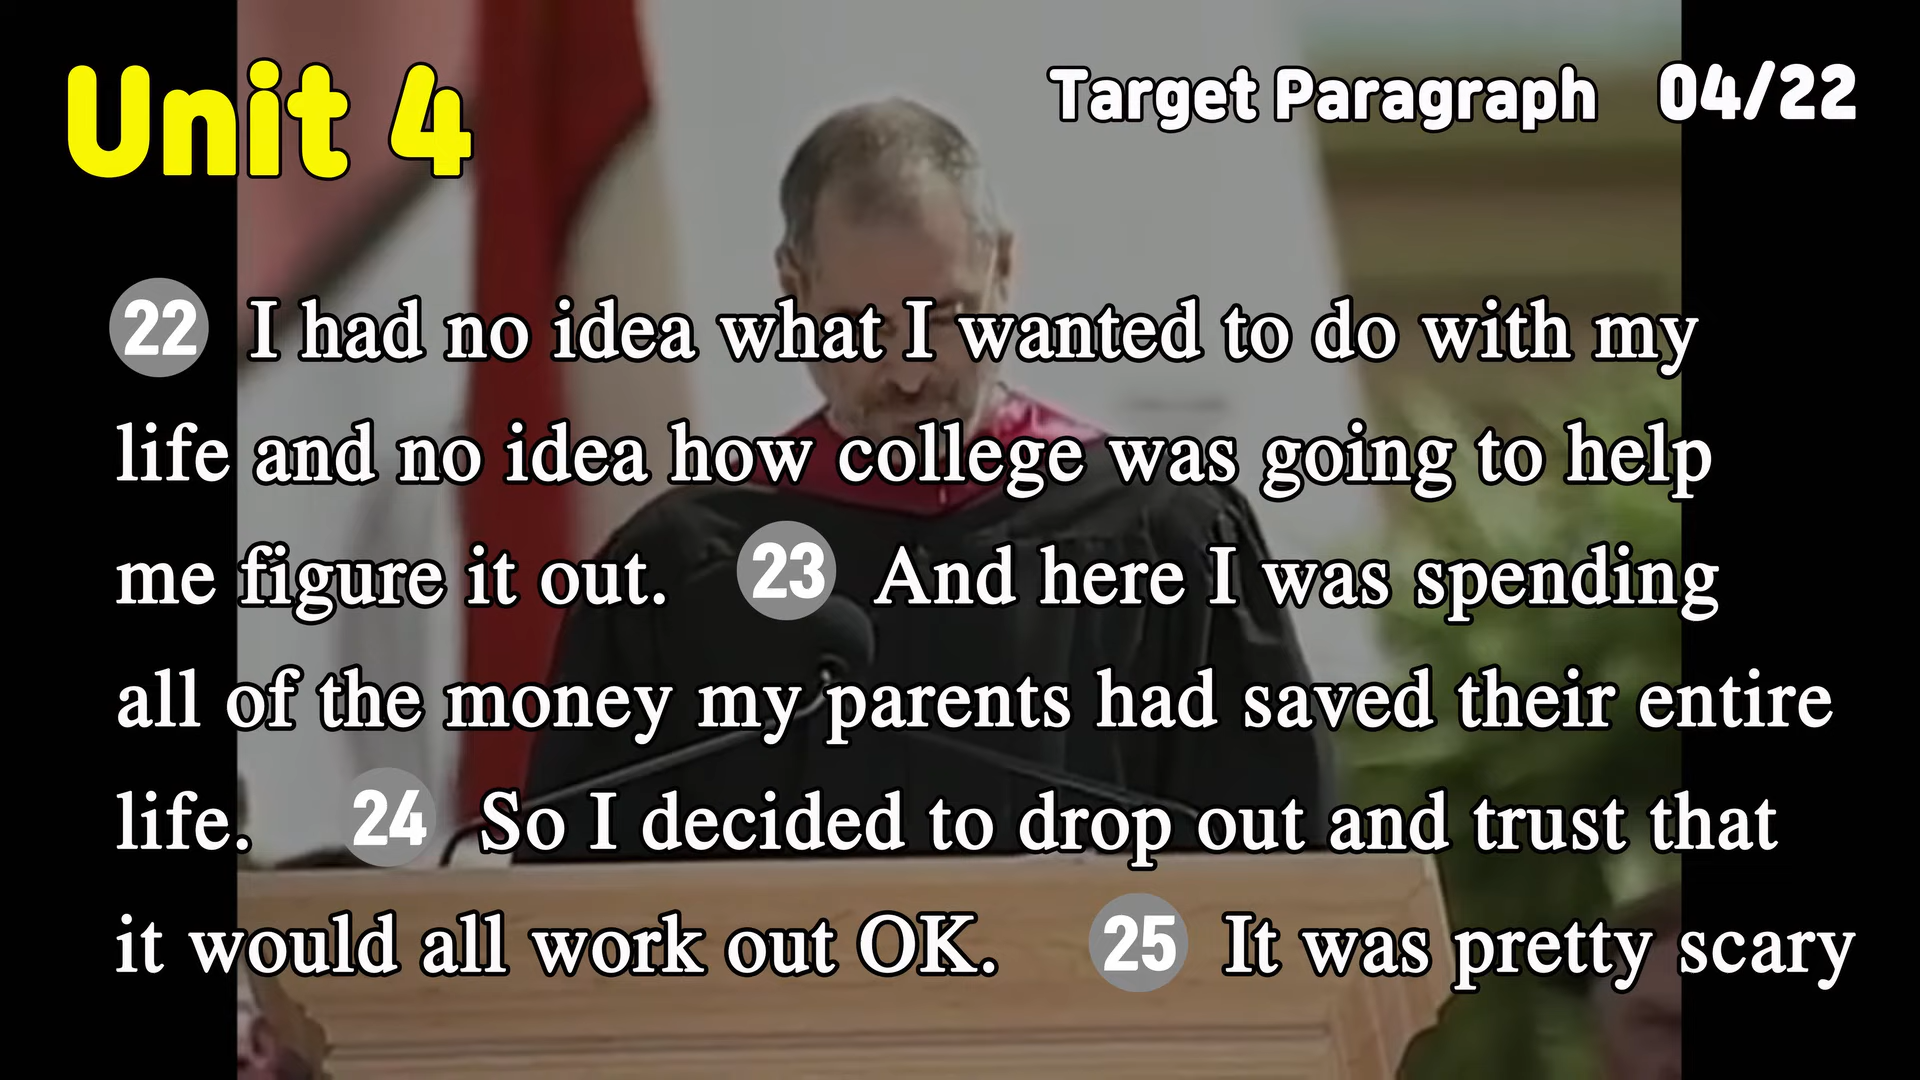 Unit 4
Target Paragraph 04/22
22 I had no idea what I wanted to do with my
life and no idea how college was going to help
me figure it out. 23 And here I was spending
all of the money my parents had saved their entire
life. 24 So I decided to drop out and trust that
it would all work out OK. 25 It was pretty scary